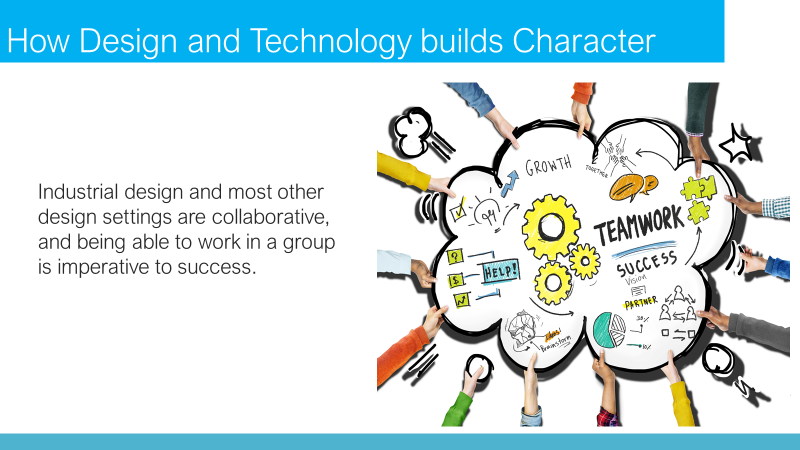 How Design and Technology builds Character
Industrial design and most other
design settings are collaborative,
and being able to work in a group
is imperative to success.
GROWTH
TOGETHER
TEAMWORK
SUCCESS
Vision
PARTNER
HELP!
?
?
$
Brainstorm